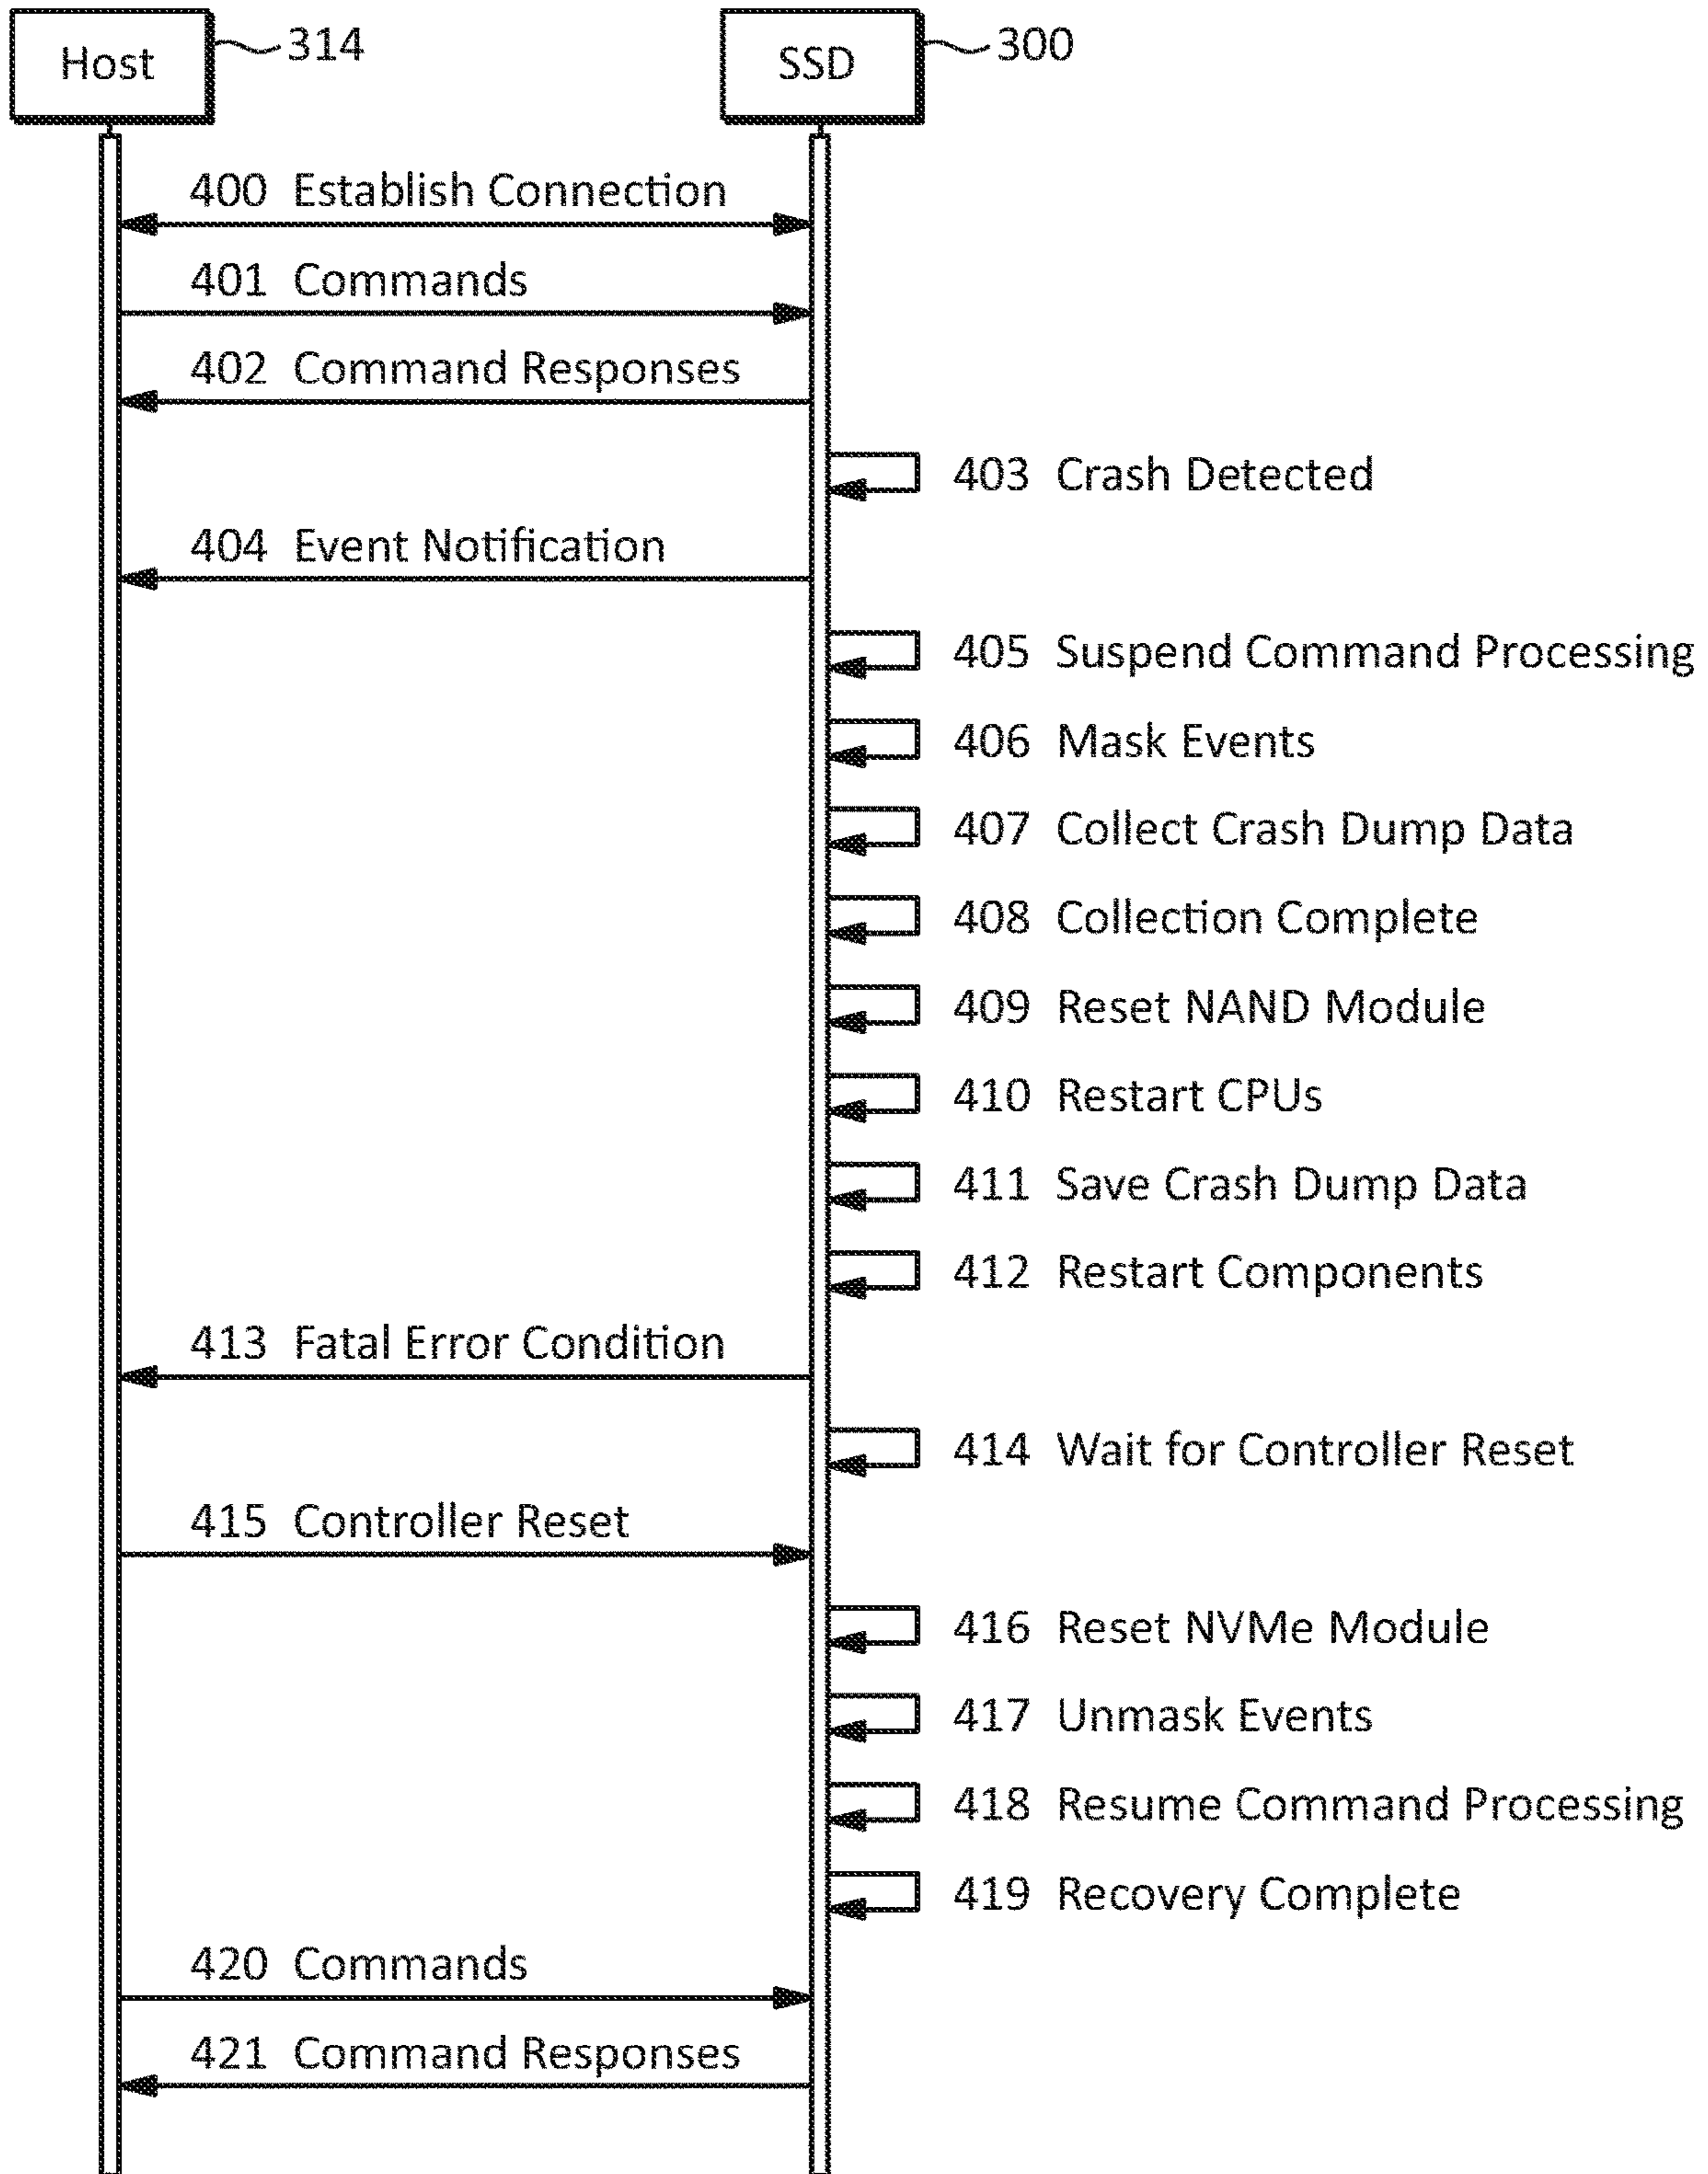 Host
314
SSD
300
400 Establish Connection
401 Commands
402 Command Responses
403 Crash Detected
404 Event Notification
405 Suspend Command Processing
406 Mask Events
407 Collect Crash Dump Data
408 Collection Complete
409 Reset NAND Module
410 Restart CPUs
411 Save Crash Dump Data
412 Restart Components
413 Fatal Error Condition
414 Wait for Controller Reset
415 Controller Reset
416 Reset NVMe Module
417 Unmask Events
418 Resume Command Processing
419 Recovery Complete
420 Commands
421 Command Responses